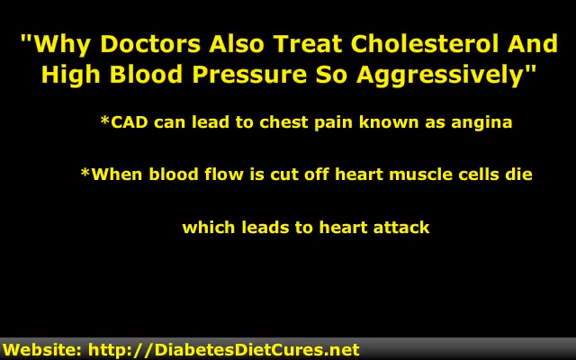 "Why Doctors Also Treat Cholesterol And
High Blood Pressure So Aggressively"
*CAD can lead to chest pain known as angina
*When blood flow is cut off heart muscle cells die
which leads to heart attack
Website: http://DiabetesDietCures.net